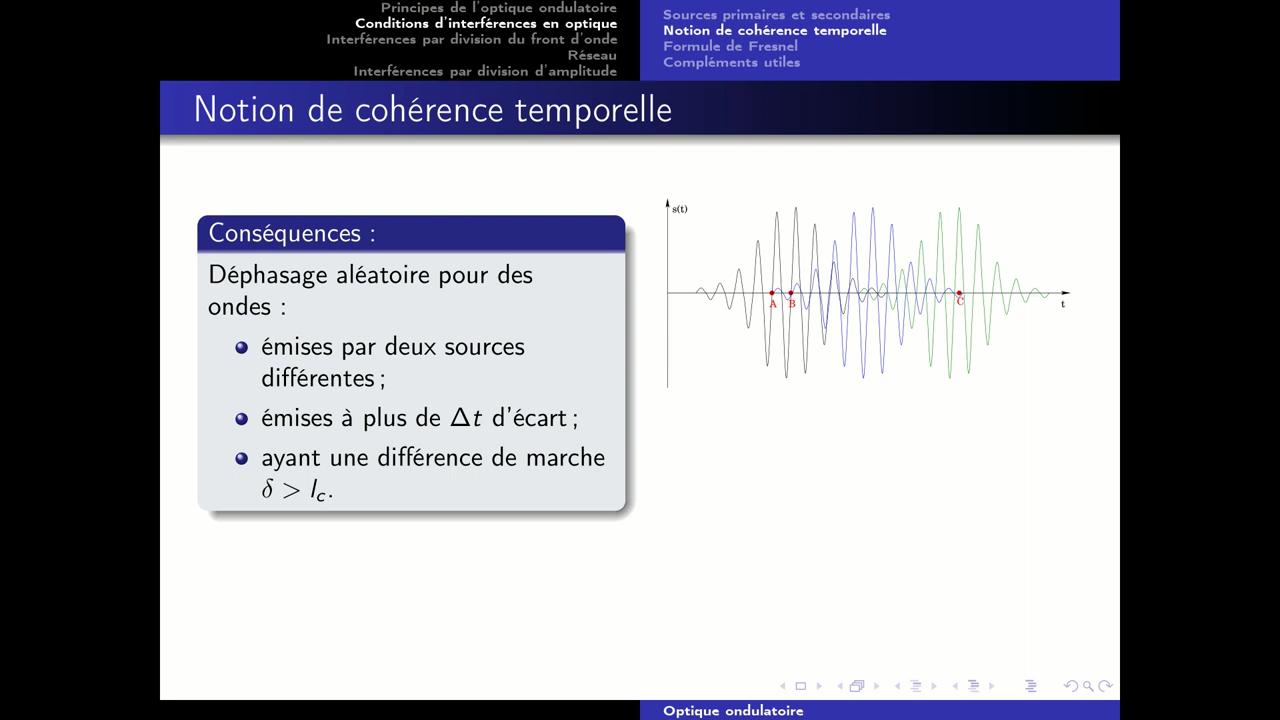 Principes de l'optique ondulatoire
Conditions d'interférences en optique
Interférences par division du front d'onde
Réseau
Interférences par division d'amplitude
Sources primaires et secondaires
Notion de cohérence temporelle
Formule de Fresnel
Compléments utiles
Notion de cohérence temporelle
Conséquences :
Déphasage aléatoire pour des
ondes :
émises par deux sources
différentes ;
émises à plus de Δt d'écart ;
ayant une différence de marche
δ > l_c.
s(t)
A
B
C
t
Optique ondulatoire